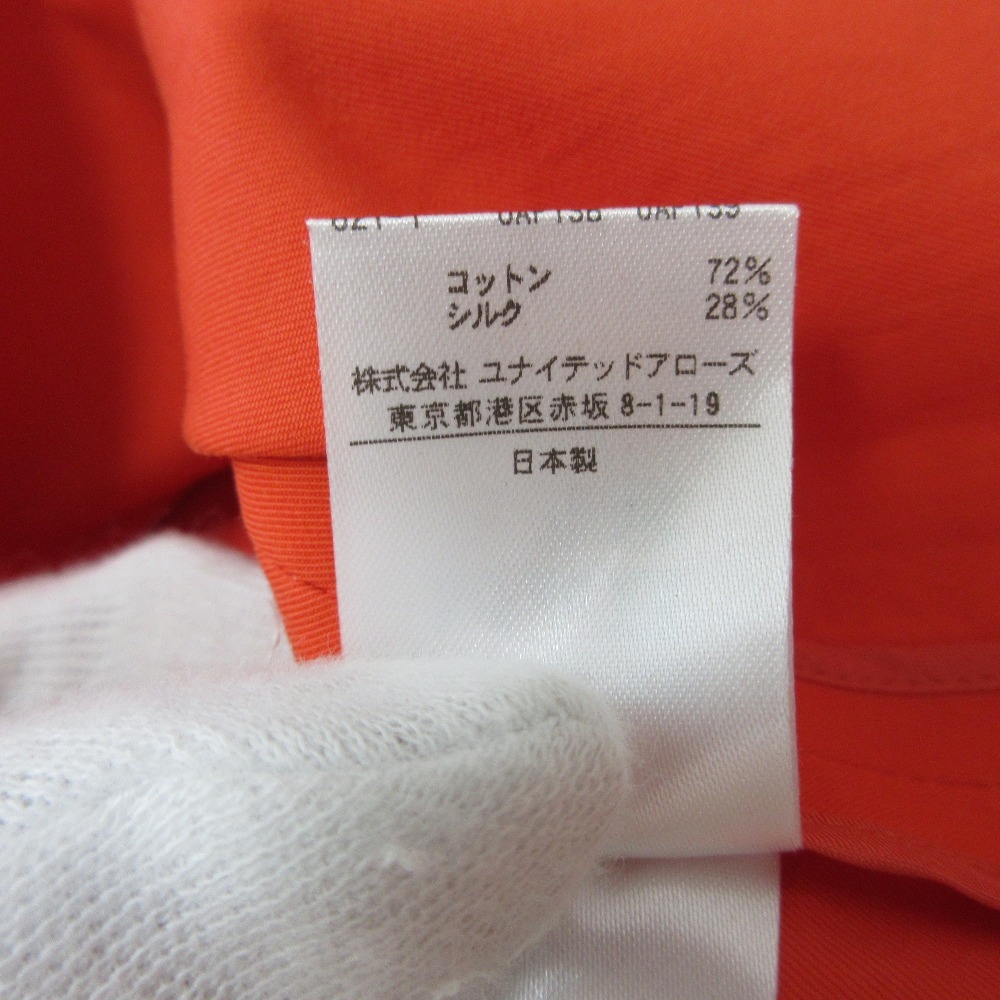 コットン 72%
シルク 28%
株式会社 ユナイテッドアローズ
東京都港区赤坂 8-1-19
日本製